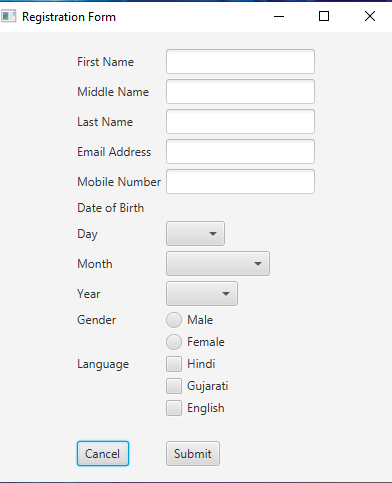 Registration Form
First Name
Middle Name
Last Name
Email Address
Mobile Number
Date of Birth
Day
Month
Year
Gender Male
Female
Language Hindi
Gujarati
English
Cancel Submit